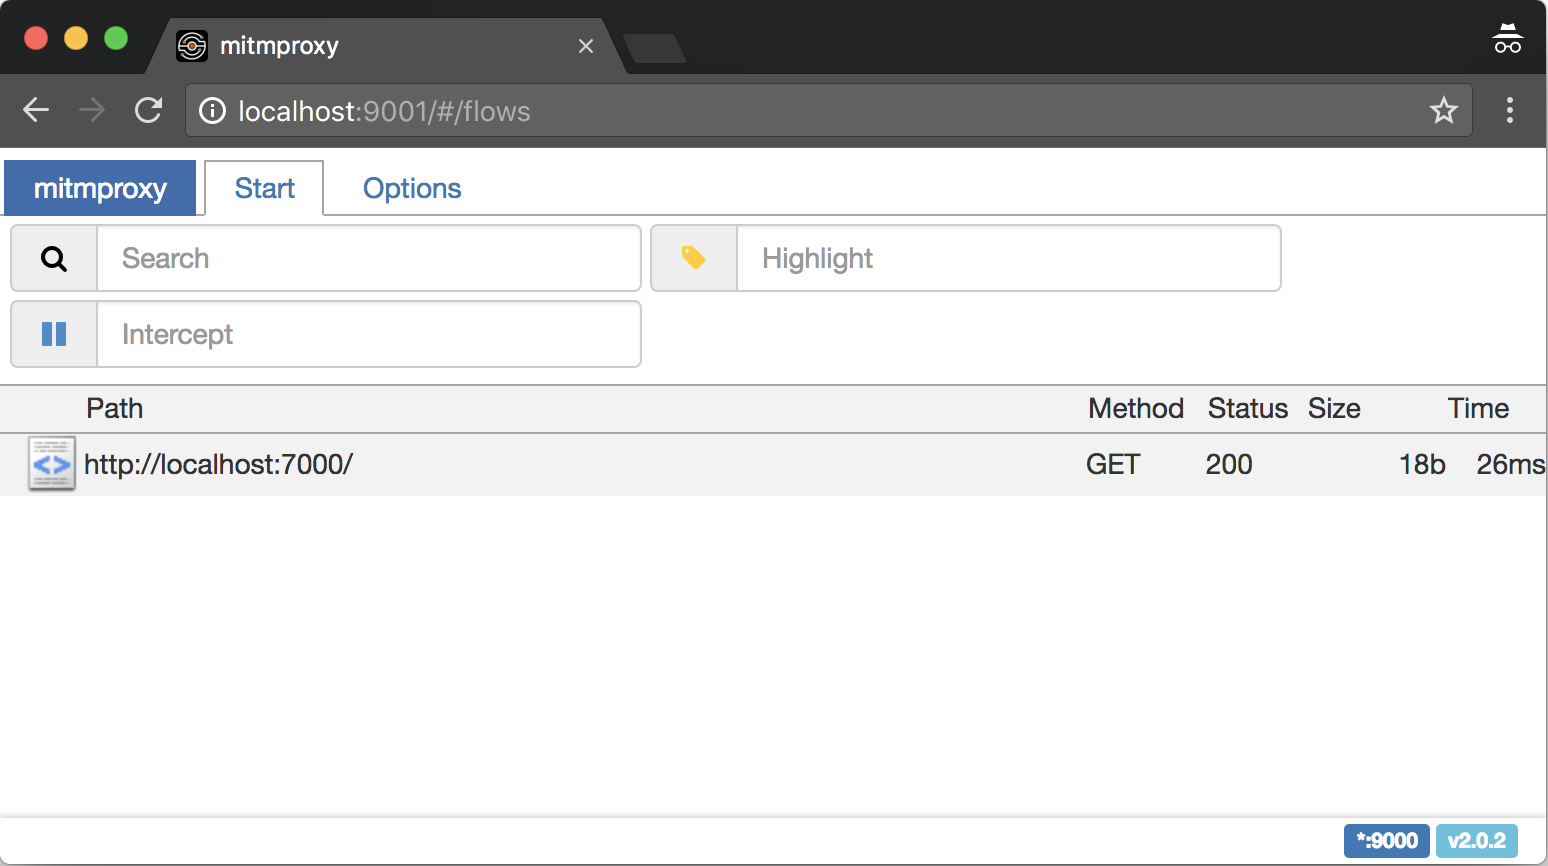 mitmproxy
localhost:9001/#/flows
mitmproxy Start Options
Search Highlight
Intercept
Path Method Status Size Time
http://localhost:7000/ GET 200 18b 26ms
*:9000 v2.0.2